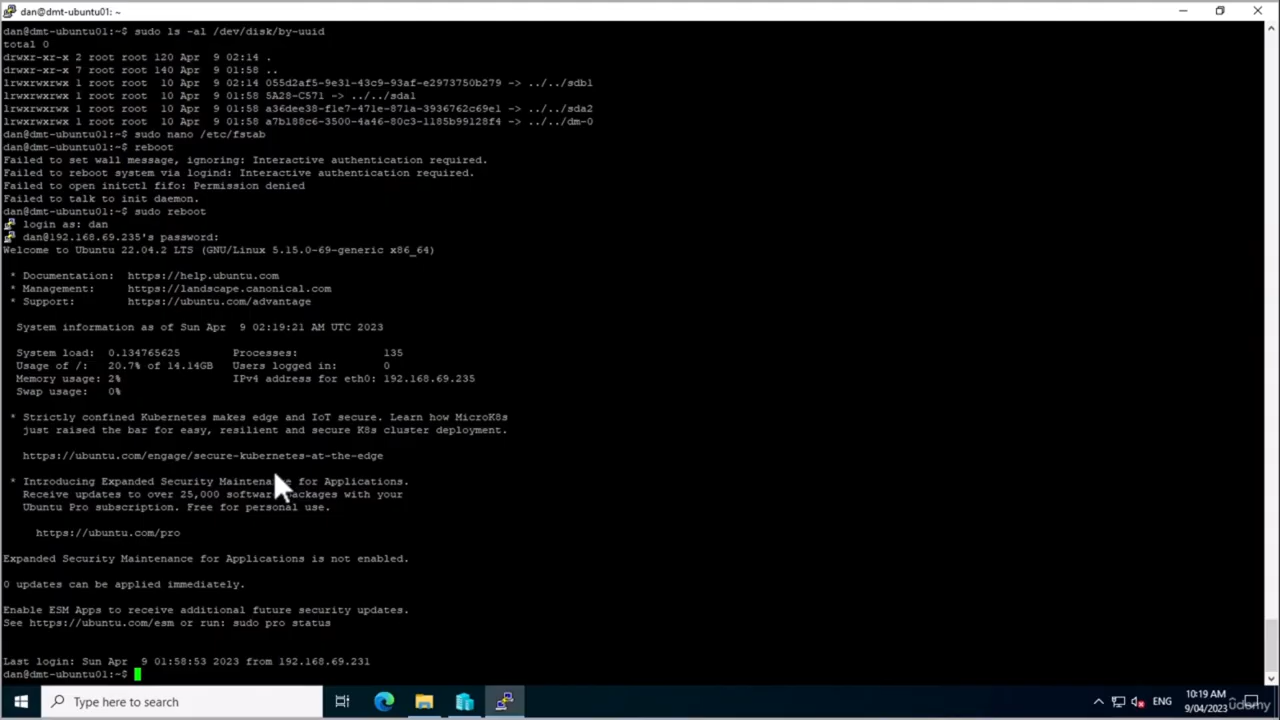 dan@dmt-ubuntu01: ~
dan@dmt-ubuntu01:~$ sudo ls -al /dev/disk/by-uuid
total 0
drwxr-xr-x 2 root root 120 Apr  9 02:14 .
drwxr-xr-x 7 root root 140 Apr  9 01:58 ..
lrwxrwxrwx 1 root root  10 Apr  9 02:14 055d2af5-9e31-43c9-93af-e2973750b279 -> ../../sdb1
lrwxrwxrwx 1 root root  10 Apr  9 01:58 5A28-C571 -> ../../sda1
lrwxrwxrwx 1 root root  10 Apr  9 01:58 a36dee38-f1e7-471e-871a-3936762c69e1 -> ../../sda2
lrwxrwxrwx 1 root root  10 Apr  9 01:58 a7b188c6-3500-4a46-80c3-1185b99128f4 -> ../../dm-0
dan@dmt-ubuntu01:~$ sudo nano /etc/fstab
dan@dmt-ubuntu01:~$ reboot
Failed to set wall message, ignoring: Interactive authentication required.
Failed to reboot system via logind: Interactive authentication required.
Failed to open initctl fifo: Permission denied
Failed to talk to init daemon.
dan@dmt-ubuntu01:~$ sudo reboot
login as: dan
dan@192.168.69.235's password:
Welcome to Ubuntu 22.04.2 LTS (GNU/Linux 5.15.0-69-generic x86_64)
* Documentation:  https://help.ubuntu.com
* Management:     https://landscape.canonical.com
* Support:        https://ubuntu.com/advantage
System information as of Sun Apr  9 02:19:21 AM UTC 2023
System load:  0.134765625       Processes:             135
Usage of /:   20.7% of 14.14GB   Users logged in:       0
Memory usage: 2%                 IPv4 address for eth0: 192.168.69.235
Swap usage:   0%
* Strictly confined Kubernetes makes edge and IoT secure. Learn how MicroK8s
just raised the bar for easy, resilient and secure K8s cluster deployment.
https://ubuntu.com/engage/secure-kubernetes-at-the-edge
* Introducing Expanded Security Maintenance for Applications.
Receive updates to over 25,000 software packages with your
Ubuntu Pro subscription. Free for personal use.
https://ubuntu.com/pro
Expanded Security Maintenance for Applications is not enabled.
0 updates can be applied immediately.
Enable ESM Apps to receive additional future security updates.
See https://ubuntu.com/esm or run: sudo pro status
Last login: Sun Apr  9 01:58:53 2023 from 192.168.69.231
dan@dmt-ubuntu01:~$
Type here to search
ENG
10:19 AM
9/04/2023
udemy